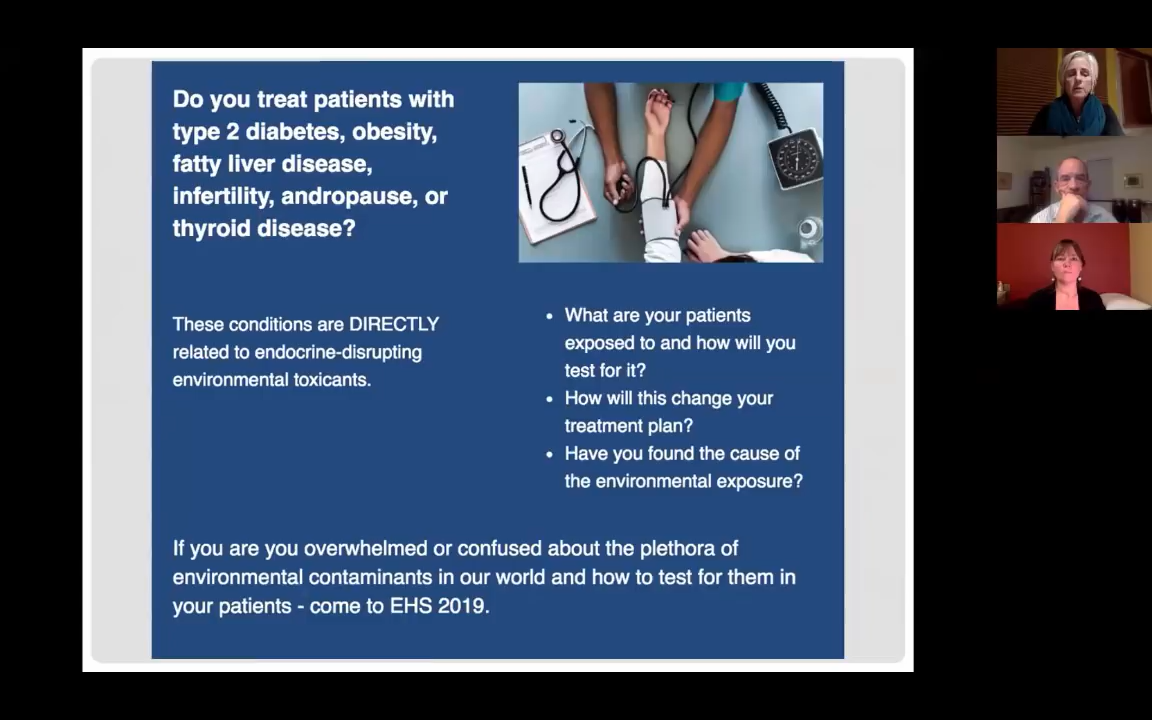 Do you treat patients with
type 2 diabetes, obesity,
fatty liver disease,
infertility, andropause, or
thyroid disease?
These conditions are DIRECTLY
related to endocrine-disrupting
environmental toxicants.
• What are your patients
exposed to and how will you
test for it?
• How will this change your
treatment plan?
• Have you found the cause of
the environmental exposure?
If you are you overwhelmed or confused about the plethora of
environmental contaminants in our world and how to test for them in
your patients - come to EHS 2019.